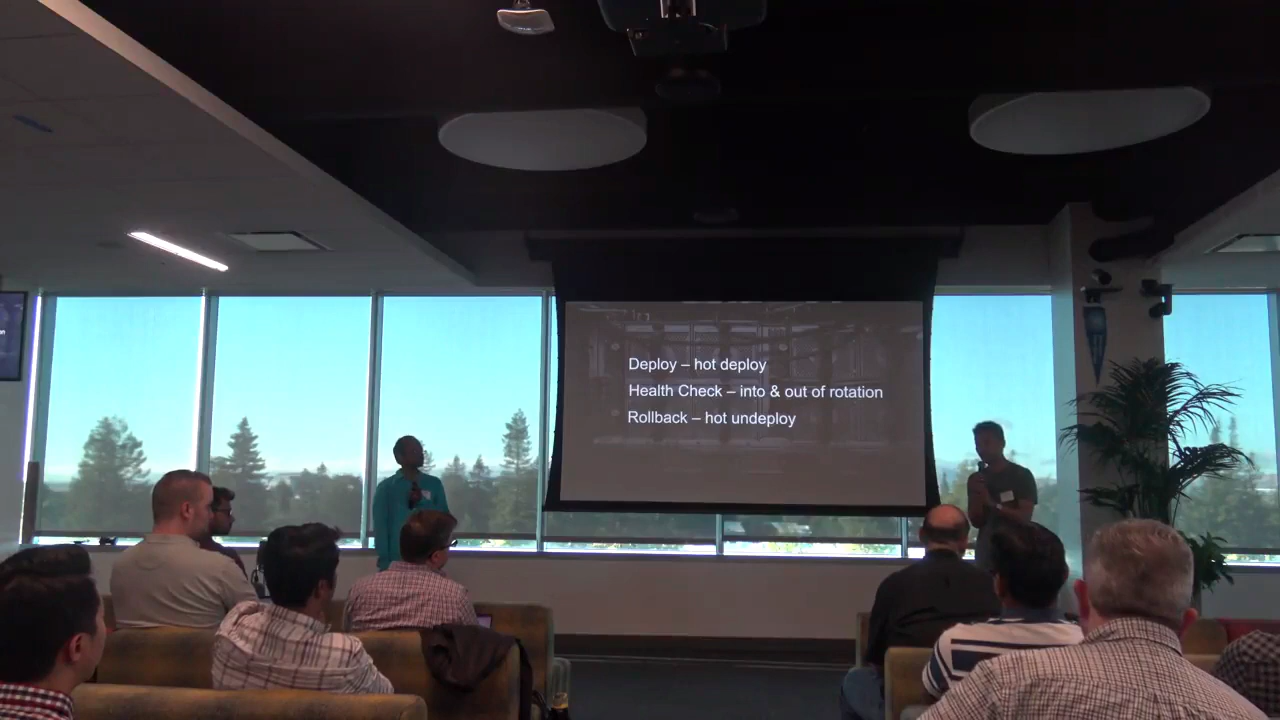 Deploy – hot deploy
Health Check – into & out of rotation
Rollback – hot undeploy